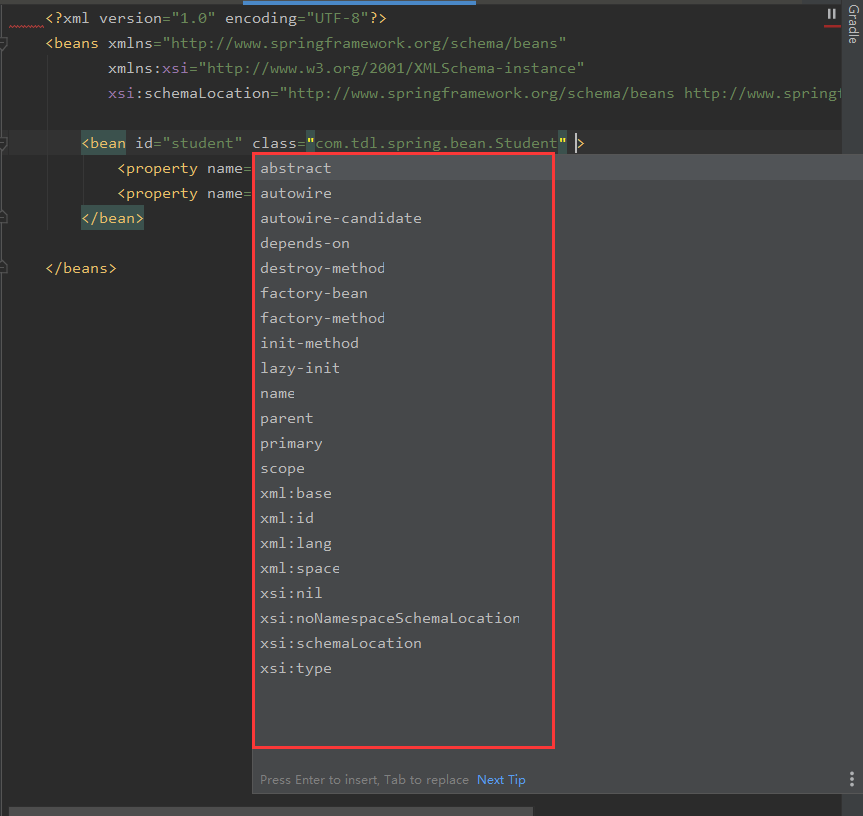 <?xml version="1.0" encoding="UTF-8"?>
Gradle
<beans xmlns="http://www.springframework.org/schema/beans"
xmlns:xsi="http://www.w3.org/2001/XMLSchema-instance"
xsi:schemaLocation="http://www.springframework.org/schema/beans http://www.springf
<bean id="student" class="com.tdl.spring.bean.Student" >
<property name=
<property name=
</bean>
</beans>
abstract
autowire
autowire-candidate
depends-on
destroy-method
factory-bean
factory-method
init-method
lazy-init
name
parent
primary
scope
xml:base
xml:id
xml:lang
xml:space
xsi:nil
xsi:noNamespaceSchemaLocation
xsi:schemaLocation
xsi:type
Press Enter to insert, Tab to replace Next Tip